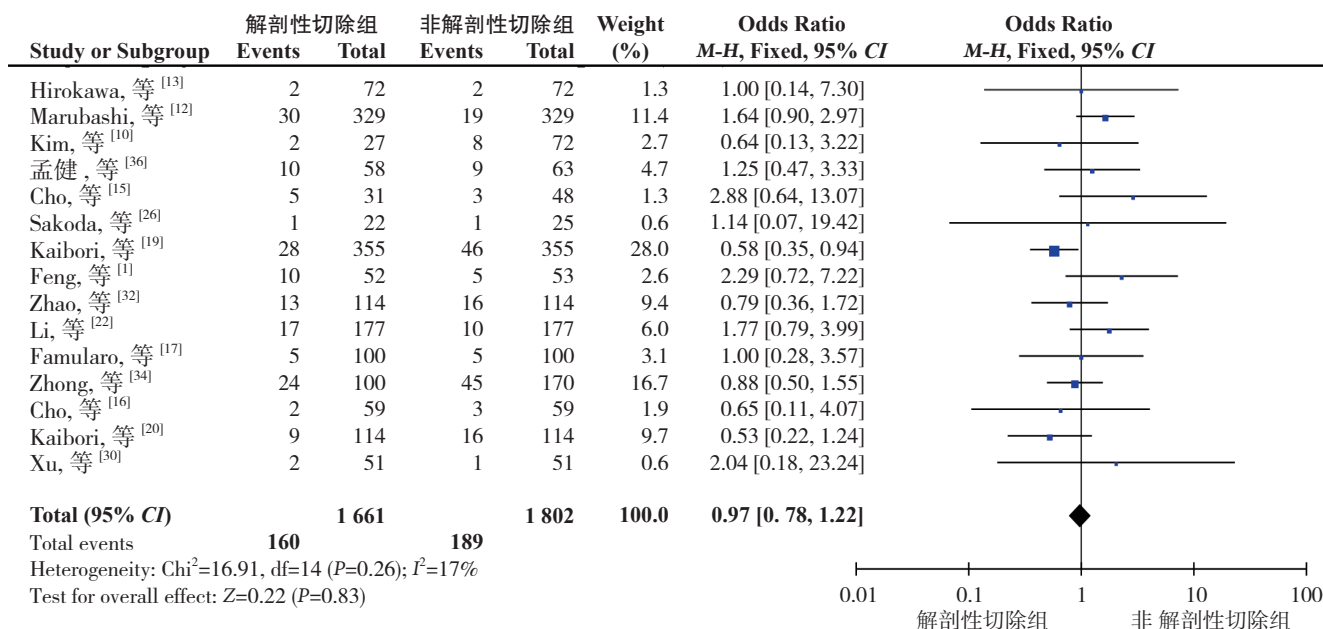 解剖性切除组 非解剖性切除组 Weight Odds Ratio Odds Ratio
Study or Subgroup Events Total Events Total (%) M-H, Fixed, 95% CI M-H, Fixed, 95% CI
Hirokawa, 等 [13] 2 72 2 72 1.3 1.00 [0.14, 7.30]
Marubashi, 等 [12] 30 329 19 329 11.4 1.64 [0.90, 2.97]
Kim, 等 [10] 2 27 8 72 2.7 0.64 [0.13, 3.22]
孟健 , 等 [36] 10 58 9 63 4.7 1.25 [0.47, 3.33]
Cho, 等 [15] 5 31 3 48 1.3 2.88 [0.64, 13.07]
Sakoda, 等 [26] 1 22 1 25 0.6 1.14 [0.07, 19.42]
Kaibori, 等 [19] 28 355 46 355 28.0 0.58 [0.35, 0.94]
Feng, 等 [1] 10 52 5 53 2.6 2.29 [0.72, 7.22]
Zhao, 等 [32] 13 114 16 114 9.4 0.79 [0.36, 1.72]
Li, 等 [22] 17 177 10 177 6.0 1.77 [0.79, 3.99]
Famularo, 等 [17] 5 100 5 100 3.1 1.00 [0.28, 3.57]
Zhong, 等 [34] 24 100 45 170 16.7 0.88 [0.50, 1.55]
Cho, 等 [16] 2 59 3 59 1.9 0.65 [0.11, 4.07]
Kaibori, 等 [20] 9 114 16 114 9.7 0.53 [0.22, 1.24]
Xu, 等 [30] 2 51 1 51 0.6 2.04 [0.18, 23.24]
Total (95% CI) 1 661 1 802 100.0 0.97 [0. 78, 1.22]
Total events 160 189
Heterogeneity: Chi²=16.91, df=14 (P=0.26); I²=17%
Test for overall effect: Z=0.22 (P=0.83)
0.01 0.1 1 10 100
解剖性切除组 非 解剖性切除组